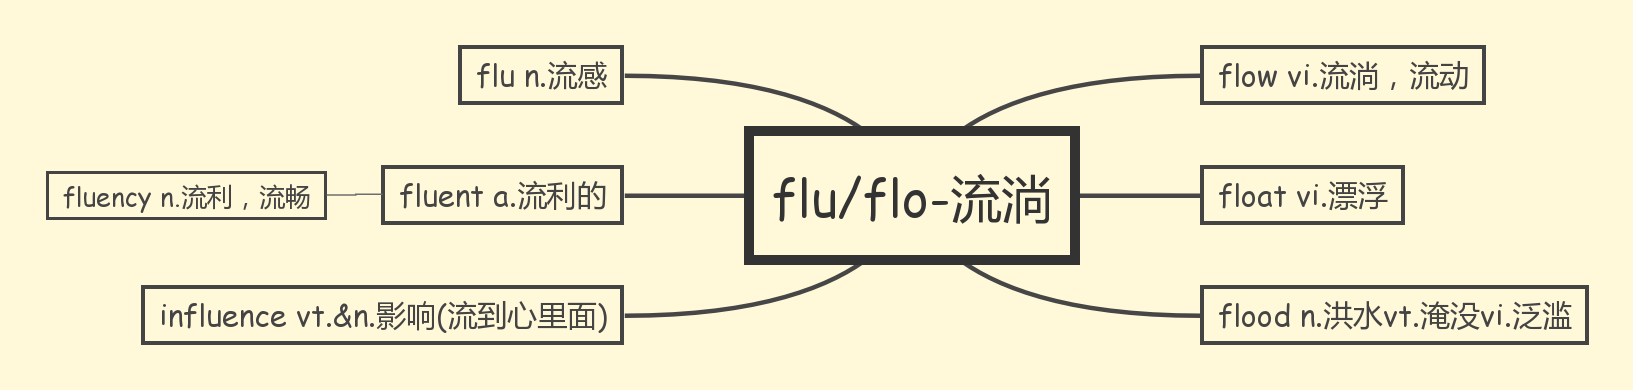 flu n.流感
flow vi.流淌，流动
fluency n.流利，流畅
fluent a.流利的
flu/flo-流淌
float vi.漂浮
influence vt.&n.影响(流到心里面)
flood n.洪水vt.淹没vi.泛滥